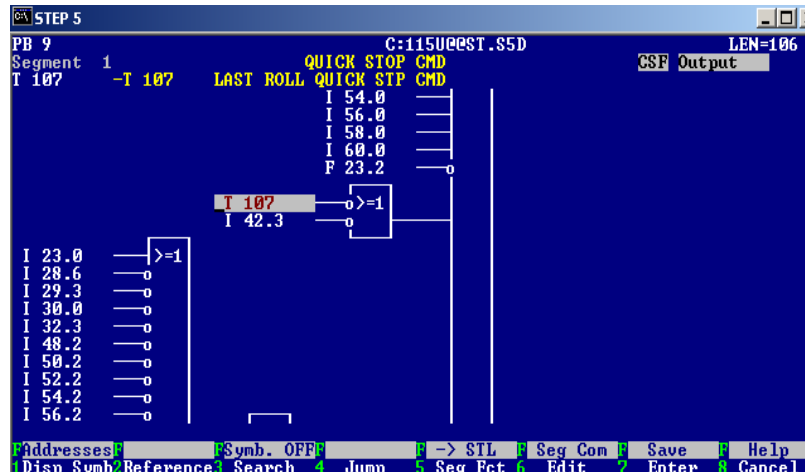 STEP 5
PB 9 C:115U@@ST.S5D LEN=106
Segment 1 QUICK STOP CMD CSF Output
T 107 -T 107 LAST ROLL QUICK STP CMD
I 54.0
I 56.0
I 58.0
I 60.0
F 23.2
T 107 >=1
I 42.3
I 23.0 >=1
I 28.6
I 29.3
I 30.0
I 32.3
I 48.2
I 50.2
I 52.2
I 54.2
I 56.2
F Addresses F F Symb. OFF F F -> STL F Seg Com F Save F Help
1 Disp Symb 2 Reference 3 Search 4 Jump 5 Seg Fct 6 Edit 7 Enter 8 Cancel